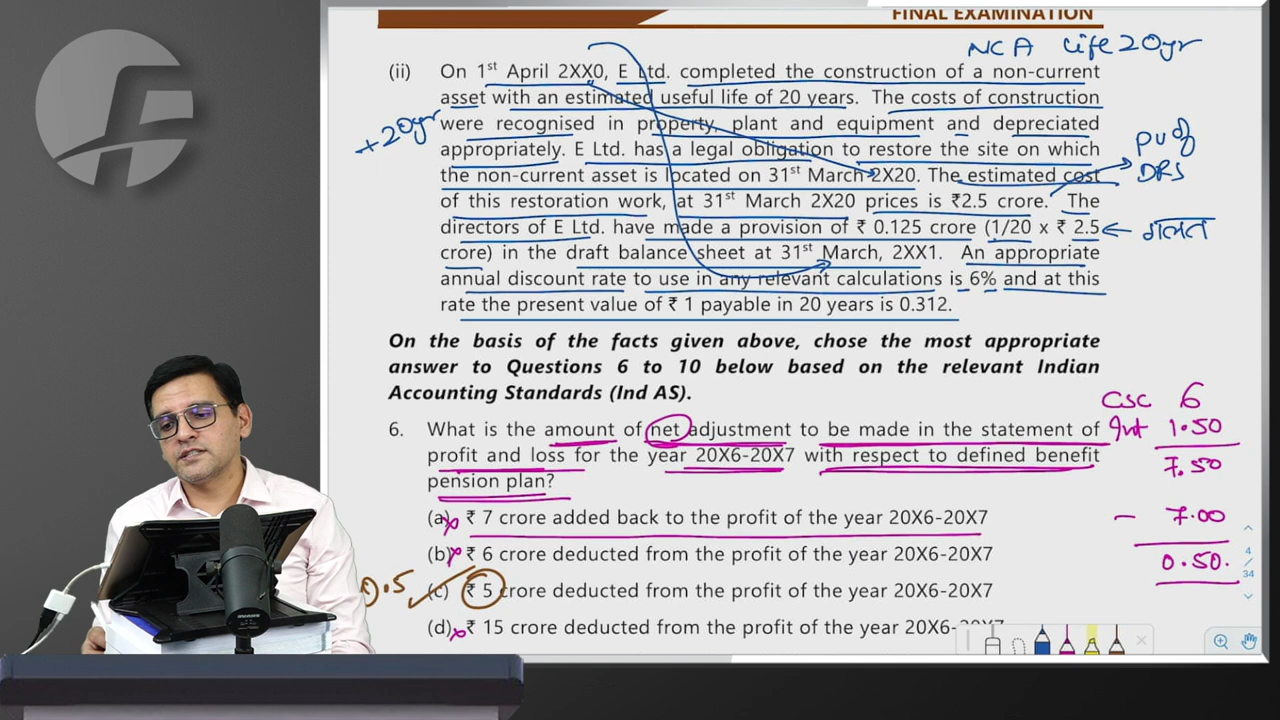 FINAL EXAMINATION
NCA Life 20yr
(ii) On 1st April 2XX0, E Ltd. completed the construction of a non-current
asset with an estimated useful life of 20 years. The costs of construction
+20yr
were recognised in property, plant and equipment and depreciated
appropriately. E Ltd. has a legal obligation to restore the site on which
PV of
the non-current asset is located on 31st March 2X20. The estimated cost
DRS
of this restoration work, at 31st March 2X20 prices is ₹2.5 crore. The
directors of E Ltd. have made a provision of ₹ 0.125 crore (1/20 x ₹ 2.5
गलत
crore) in the draft balance sheet at 31st March, 2XX1. An appropriate
annual discount rate to use in any relevant calculations is 6% and at this
rate the present value of ₹ 1 payable in 20 years is 0.312.
On the basis of the facts given above, chose the most appropriate
answer to Questions 6 to 10 below based on the relevant Indian
Accounting Standards (Ind AS).
CSC 6
6. What is the amount of net adjustment to be made in the statement of
Int 1.50
profit and loss for the year 20X6-20X7 with respect to defined benefit
7.50
pension plan?
(a) ₹ 7 crore added back to the profit of the year 20X6-20X7
- 7.00
(b) ₹ 6 crore deducted from the profit of the year 20X6-20X7
0.50.
0.5
(c) ₹ 5 crore deducted from the profit of the year 20X6-20X7
(d) ₹ 15 crore deducted from the profit of the year 20X6-20X7
4
/
34